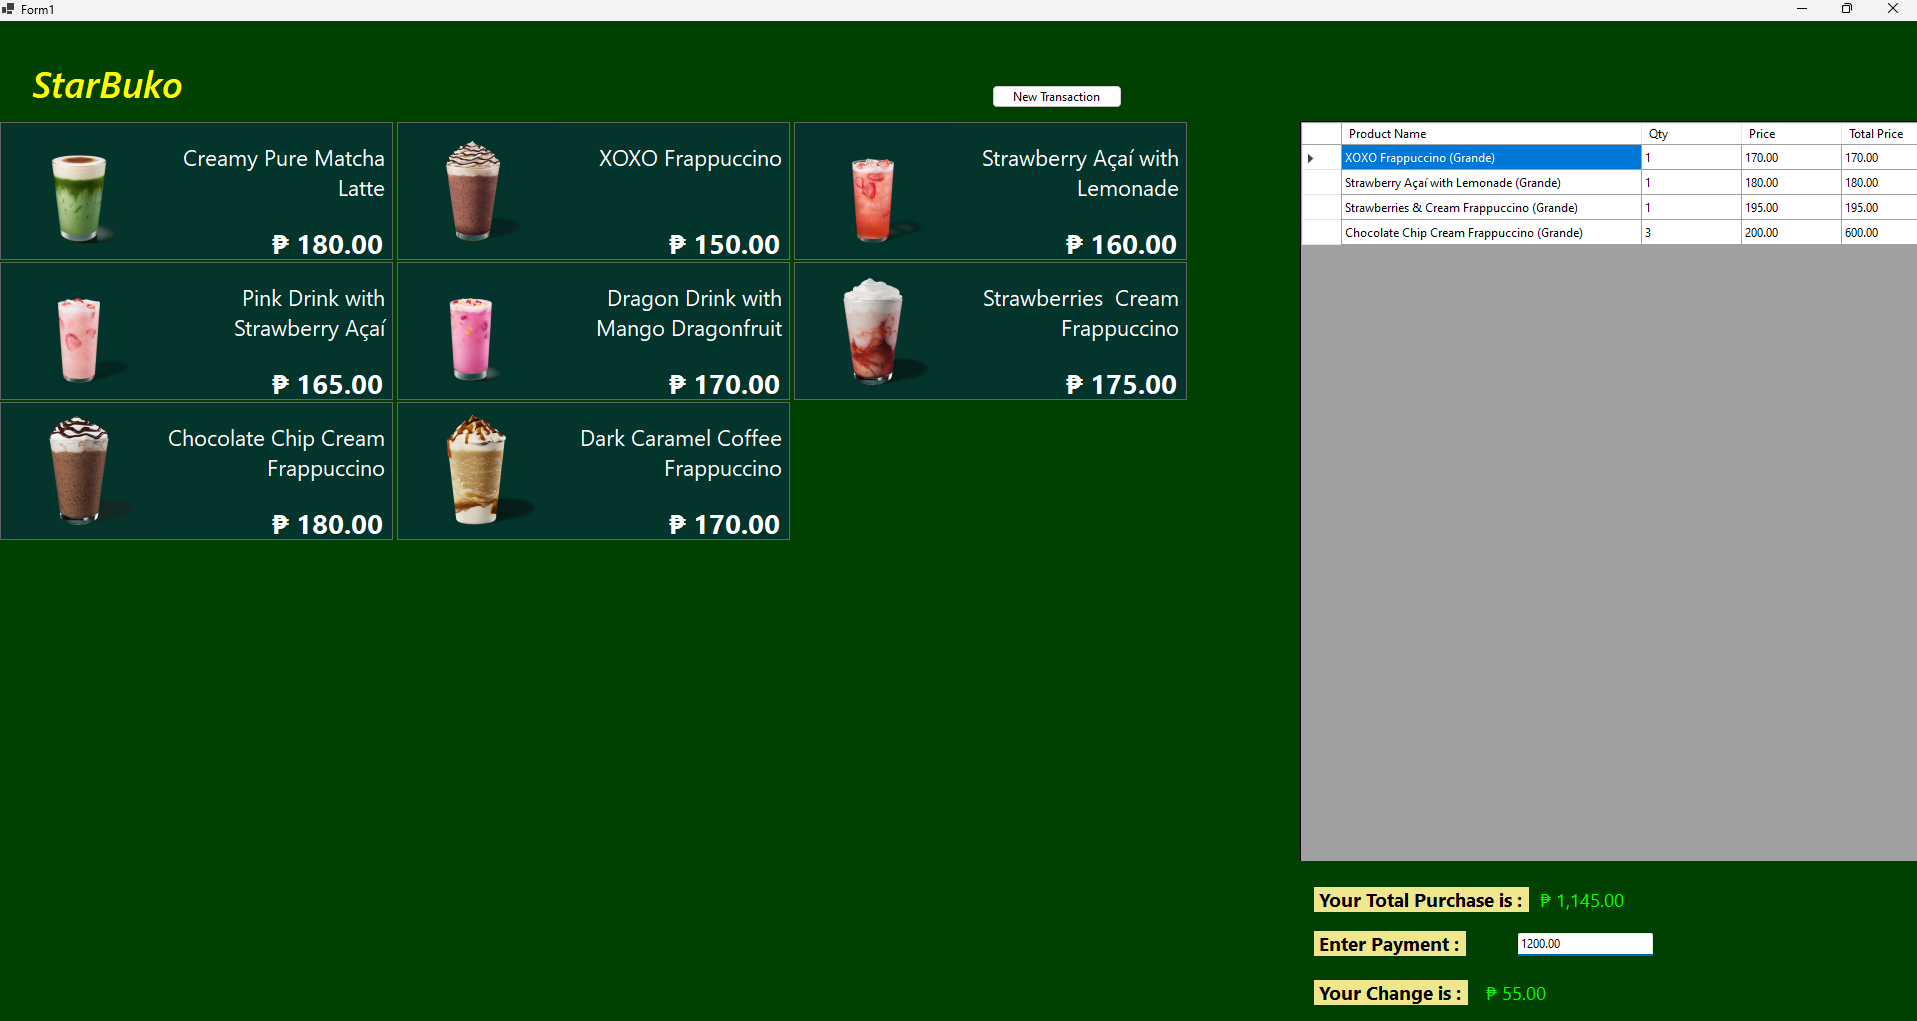 Form1
StarBuko
New Transaction
Creamy Pure Matcha
Latte
₱ 180.00
XOXO Frappuccino
₱ 150.00
Strawberry Açaí with
Lemonade
₱ 160.00
Pink Drink with
Strawberry Açaí
₱ 165.00
Dragon Drink with
Mango Dragonfruit
₱ 170.00
Strawberries  Cream
Frappuccino
₱ 175.00
Chocolate Chip Cream
Frappuccino
₱ 180.00
Dark Caramel Coffee
Frappuccino
₱ 170.00
Product Name Qty Price Total Price
XOXO Frappuccino (Grande) 1 170.00 170.00
Strawberry Açaí with Lemonade (Grande) 1 180.00 180.00
Strawberries & Cream Frappuccino (Grande) 1 195.00 195.00
Chocolate Chip Cream Frappuccino (Grande) 3 200.00 600.00
Your Total Purchase is : ₱ 1,145.00
Enter Payment : 1200.00
Your Change is : ₱ 55.00